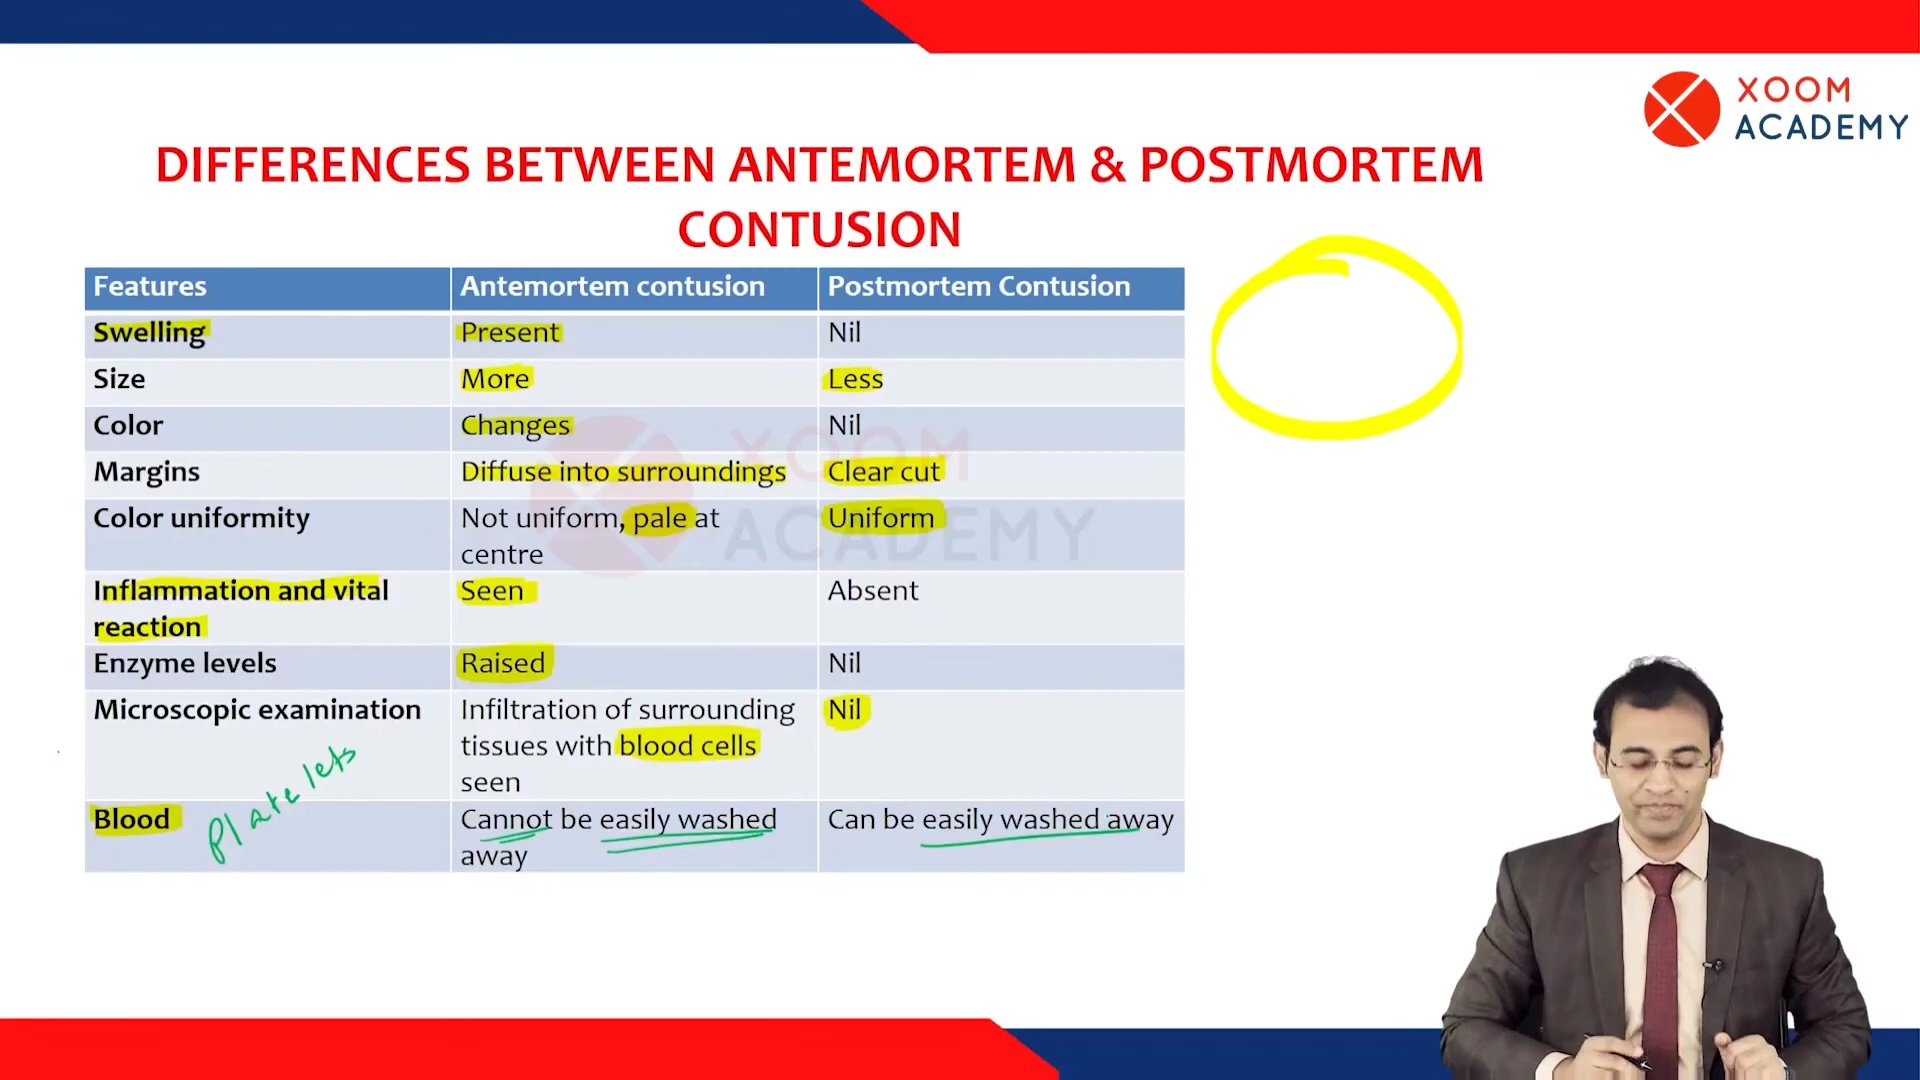 XOOM
ACADEMY
DIFFERENCES BETWEEN ANTEMORTEM & POSTMORTEM
CONTUSION
Features Antemortem contusion Postmortem Contusion
Swelling Present Nil
Size More Less
Color Changes Nil
Margins Diffuse into surroundings Clear cut
Color uniformity Not uniform, pale at Uniform
centre
Inflammation and vital Seen Absent
reaction
Enzyme levels Raised Nil
Microscopic examination Infiltration of surrounding Nil
tissues with blood cells
seen
Platelets
Blood Cannot be easily washed Can be easily washed away
away
XOOM
ACADEMY